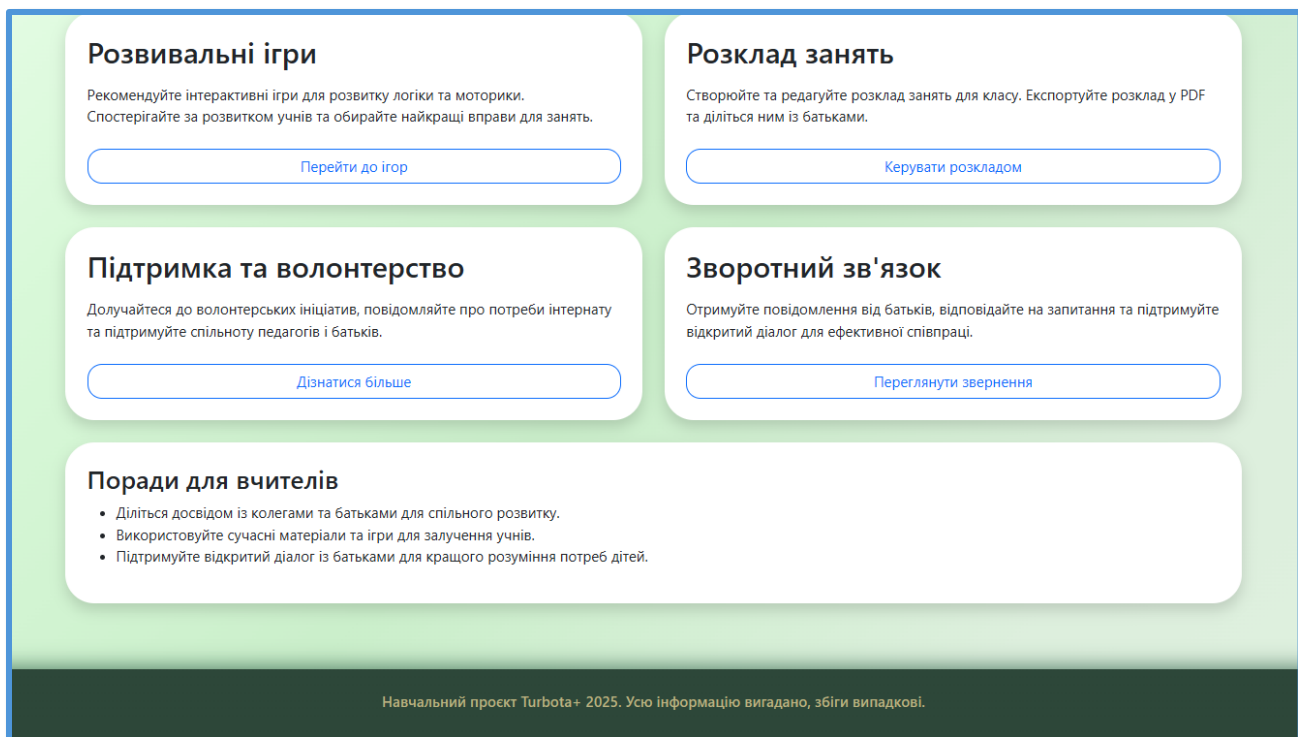 Розвивальні ігри
Рекомендуйте інтерактивні ігри для розвитку логіки та моторики.
Спостерігайте за розвитком учнів та обирайте найкращі вправи для занять.
Перейти до ігор
Розклад занять
Створюйте та редагуйте розклад занять для класу. Експортуйте розклад у PDF
та діліться ним із батьками.
Керувати розкладом
Підтримка та волонтерство
Долучайтеся до волонтерських ініціатив, повідомляйте про потреби інтернату
та підтримуйте спільноту педагогів і батьків.
Дізнатися більше
Зворотний зв'язок
Отримуйте повідомлення від батьків, відповідайте на запитання та підтримуйте
відкритий діалог для ефективної співпраці.
Переглянути звернення
Поради для вчителів
• Діліться досвідом із колегами та батьками для спільного розвитку.
• Використовуйте сучасні матеріали та ігри для залучення учнів.
• Підтримуйте відкритий діалог із батьками для кращого розуміння потреб дітей.
Навчальний проєкт Turbota+ 2025. Усю інформацію вигадано, збіги випадкові.